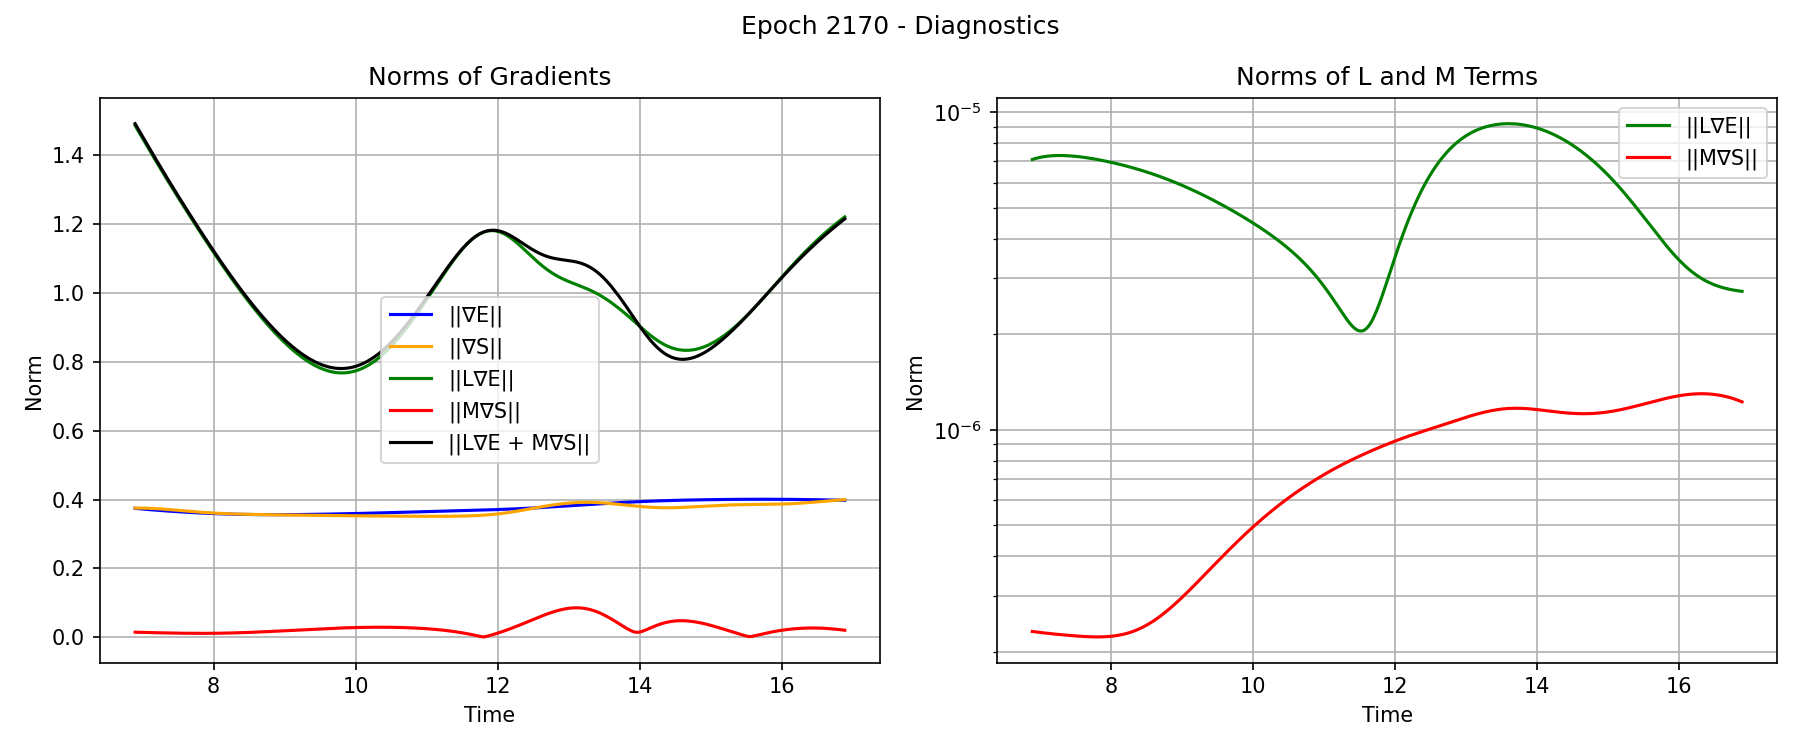 Epoch 2170 - Diagnostics
Norms of Gradients
Norm
1.4
1.2
1.0
0.8
0.6
0.4
0.2
0.0
||∇E||
||∇S||
||L∇E||
||M∇S||
||L∇E + M∇S||
8
10
12
14
16
Time
Norms of L and M Terms
Norm
10⁻⁵
10⁻⁶
||L∇E||
||M∇S||
8
10
12
14
16
Time